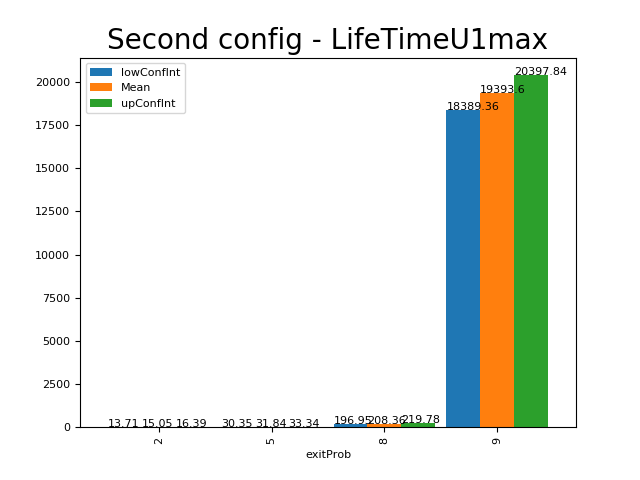 Second config - LifeTimeU1max
lowConfInt
Mean
upConfInt
20000
17500
15000
12500
10000
7500
5000
2500
0
13.71 15.05 16.39 30.35 31.84 33.34 196.95 208.36 219.78 18389.36 19393.6 20397.84
2 5 8 9
exitProb